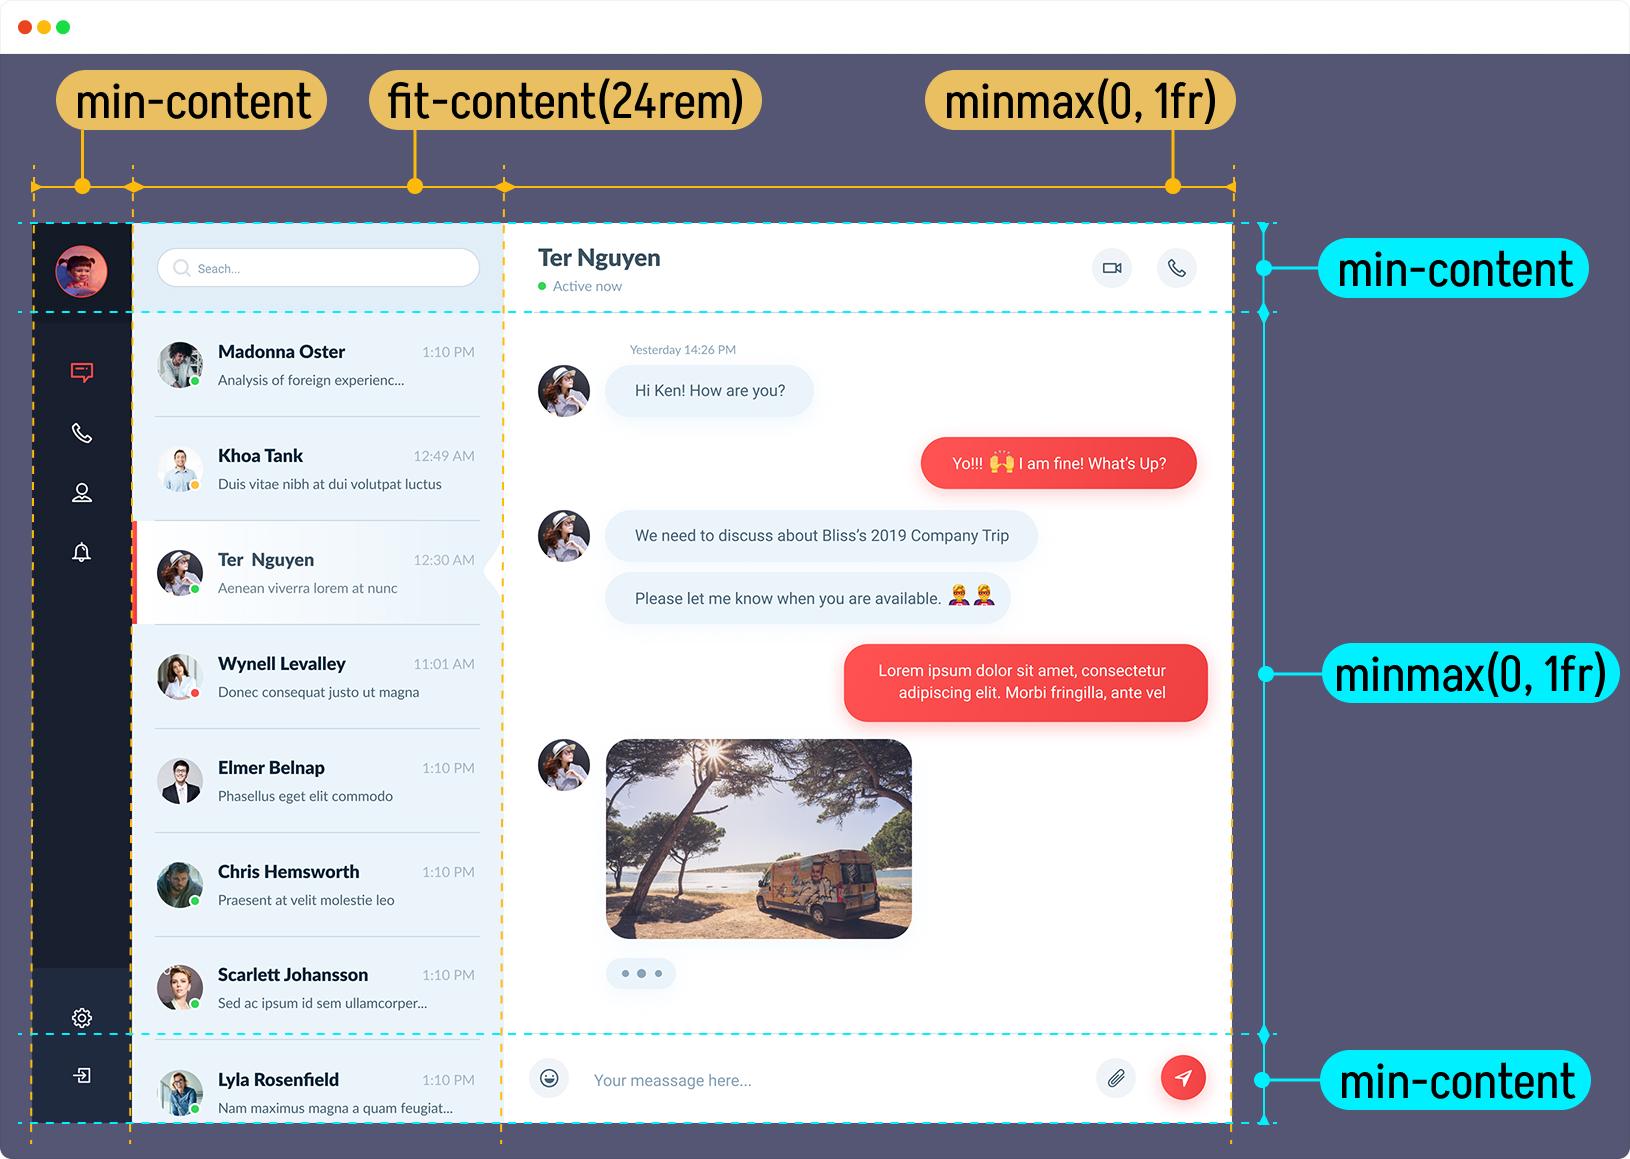 min-content
fit-content(24rem)
minmax(0, 1fr)
min-content
minmax(0, 1fr)
min-content
Seach...
Madonna Oster
1:10 PM
Analysis of foreign experienc...
Khoa Tank
12:49 AM
Duis vitae nibh at dui volutpat luctus
Ter Nguyen
12:30 AM
Aenean viverra lorem at nunc
Wynell Levalley
11:01 AM
Donec consequat justo ut magna
Elmer Belnap
1:10 PM
Phasellus eget elit commodo
Chris Hemsworth
1:10 PM
Praesent at velit molestie leo
Scarlett Johansson
1:10 PM
Sed ac ipsum id sem ullamcorper...
Lyla Rosenfield
1:10 PM
Nam maximus magna a quam feugiat...
Ter Nguyen
Active now
Yesterday 14:26 PM
Hi Ken! How are you?
Yo!!! 🙌 I am fine! What's Up?
We need to discuss about Bliss's 2019 Company Trip
Please let me know when you are available.
Lorem ipsum dolor sit amet, consectetur
adipiscing elit. Morbi fringilla, ante vel
Your meassage here...